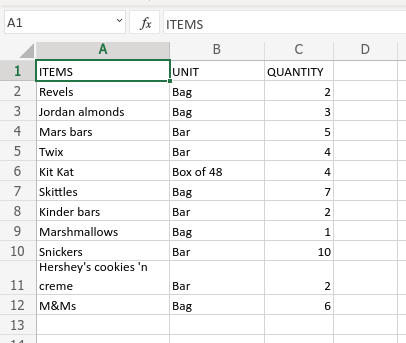 A1 fx ITEMS
A B C D
1 ITEMS UNIT QUANTITY
2 Revels Bag 2
3 Jordan almonds Bag 3
4 Mars bars Bar 5
5 Twix Bar 4
6 Kit Kat Box of 48 4
7 Skittles Bag 7
8 Kinder bars Bar 2
9 Marshmallows Bag 1
10 Snickers Bar 10
Hershey's cookies 'n
11 creme Bar 2
12 M&Ms Bag 6
13